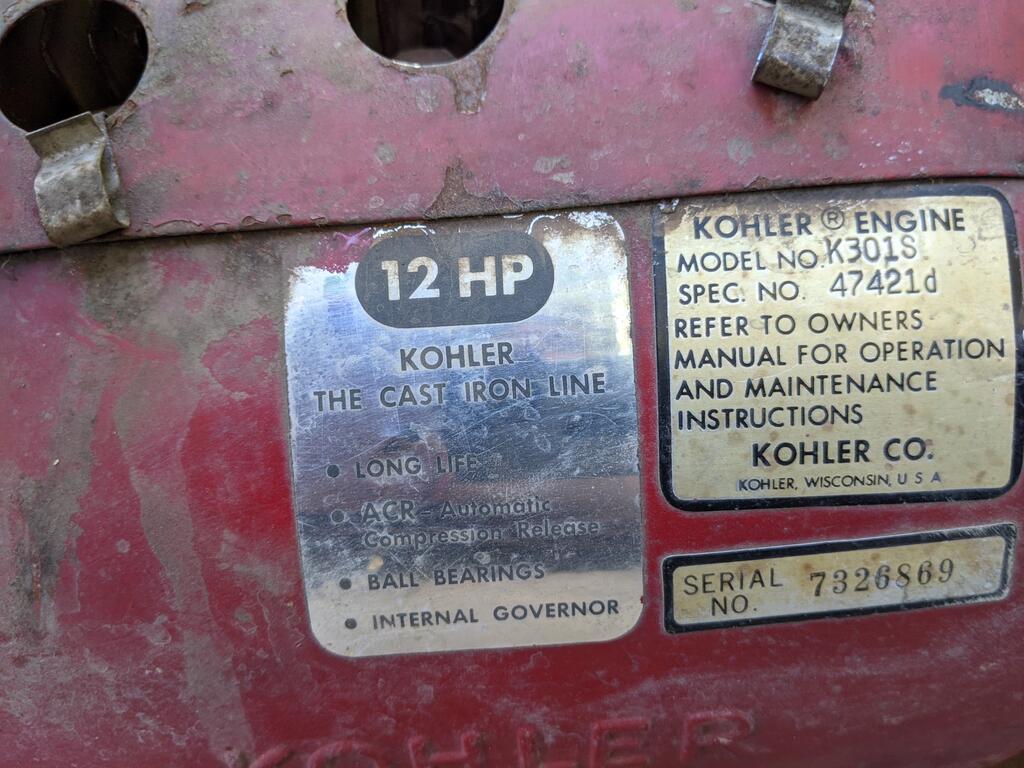 12 HP
KOHLER
THE CAST IRON LINE
• LONG LIFE
• ACR - Automatic
Compression Release
• BALL BEARINGS
• INTERNAL GOVERNOR
KOHLER ® ENGINE
MODEL NO. K301S
SPEC. NO. 47421d
REFER TO OWNERS
MANUAL FOR OPERATION
AND MAINTENANCE
INSTRUCTIONS
KOHLER CO.
KOHLER, WISCONSIN, U S A
SERIAL NO. 7326869
KOHLER